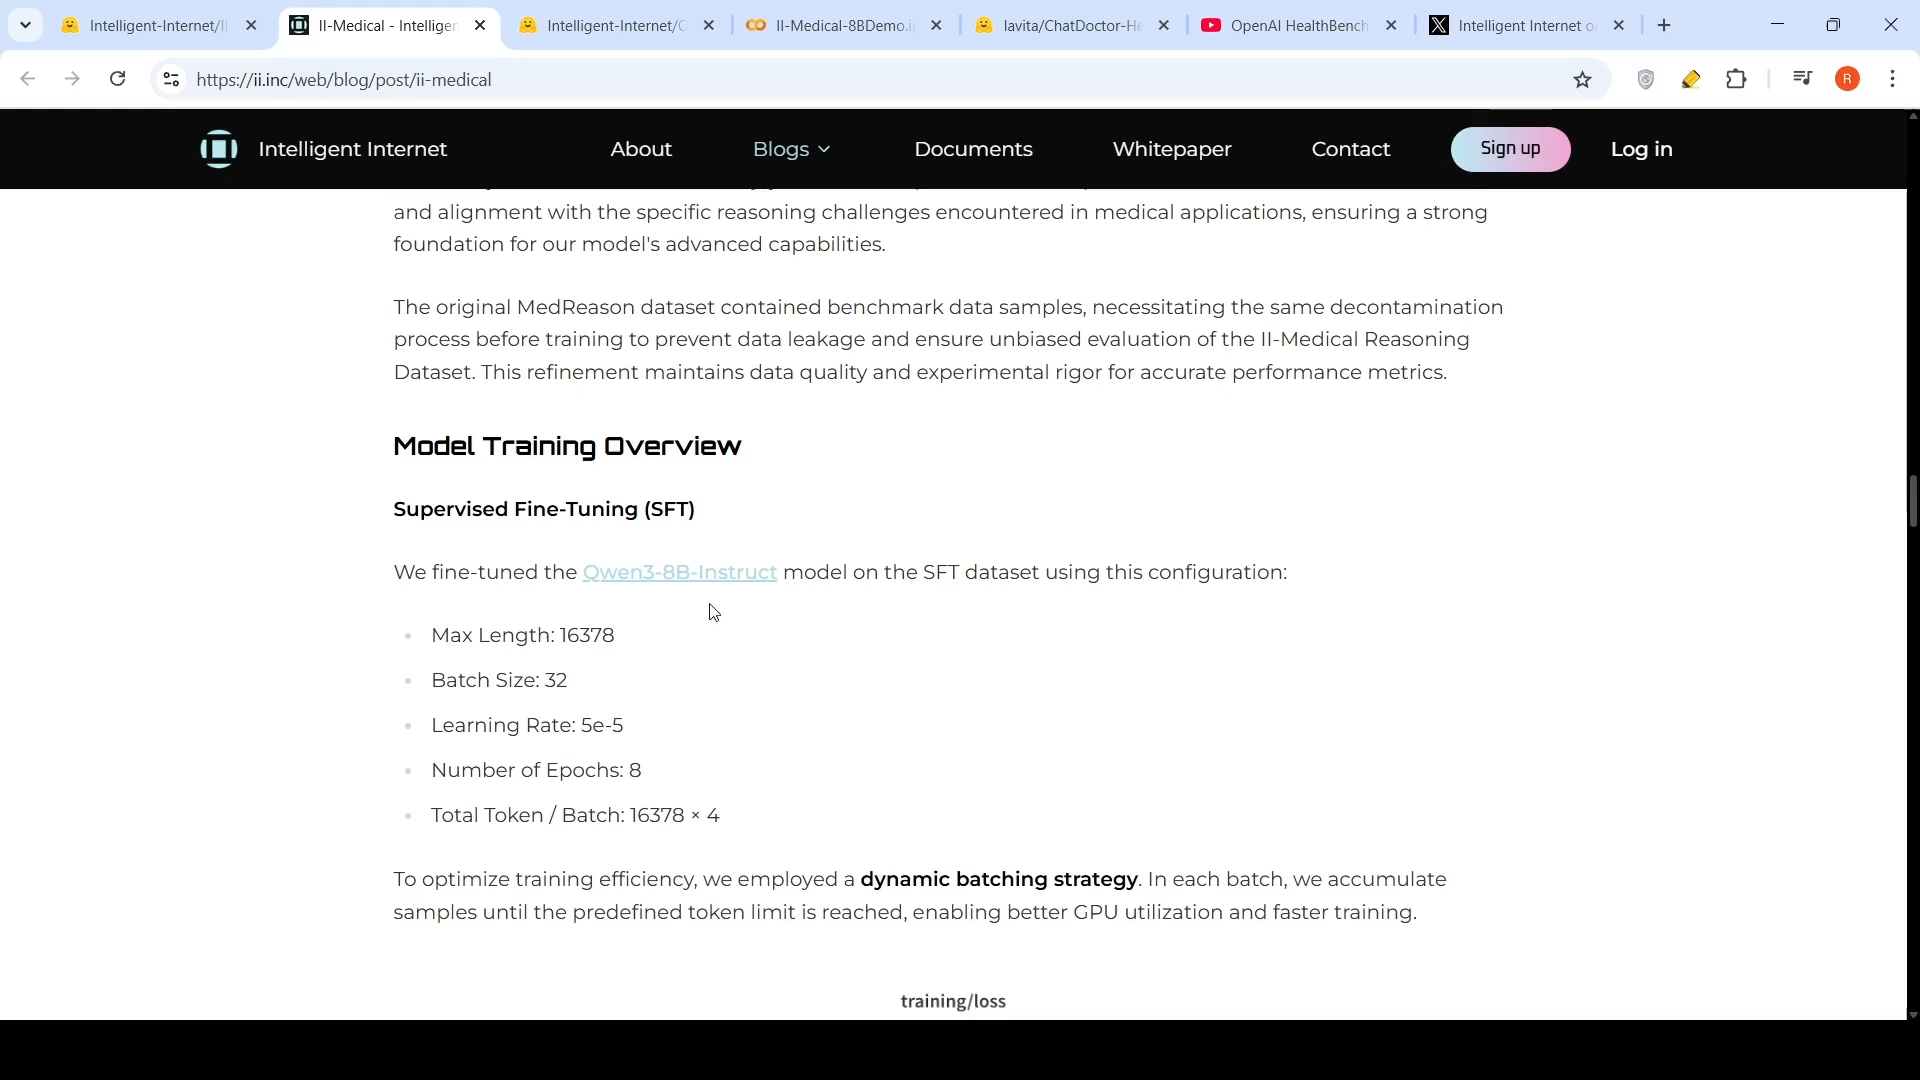 Intelligent-Internet/II
II-Medical - Intelligen
Intelligent-Internet/C
II-Medical-8BDemo.i
lavita/ChatDoctor-He
OpenAI HealthBench
Intelligent Internet o
https://ii.inc/web/blog/post/ii-medical
R
Intelligent Internet
About
Blogs
Documents
Whitepaper
Contact
Sign up
Log in
and alignment with the specific reasoning challenges encountered in medical applications, ensuring a strong
foundation for our model's advanced capabilities.
The original MedReason dataset contained benchmark data samples, necessitating the same decontamination
process before training to prevent data leakage and ensure unbiased evaluation of the II-Medical Reasoning
Dataset. This refinement maintains data quality and experimental rigor for accurate performance metrics.
Model Training Overview
Supervised Fine-Tuning (SFT)
We fine-tuned the Qwen3-8B-Instruct model on the SFT dataset using this configuration:
• Max Length: 16378
• Batch Size: 32
• Learning Rate: 5e-5
• Number of Epochs: 8
• Total Token / Batch: 16378 × 4
To optimize training efficiency, we employed a dynamic batching strategy. In each batch, we accumulate
samples until the predefined token limit is reached, enabling better GPU utilization and faster training.
training/loss